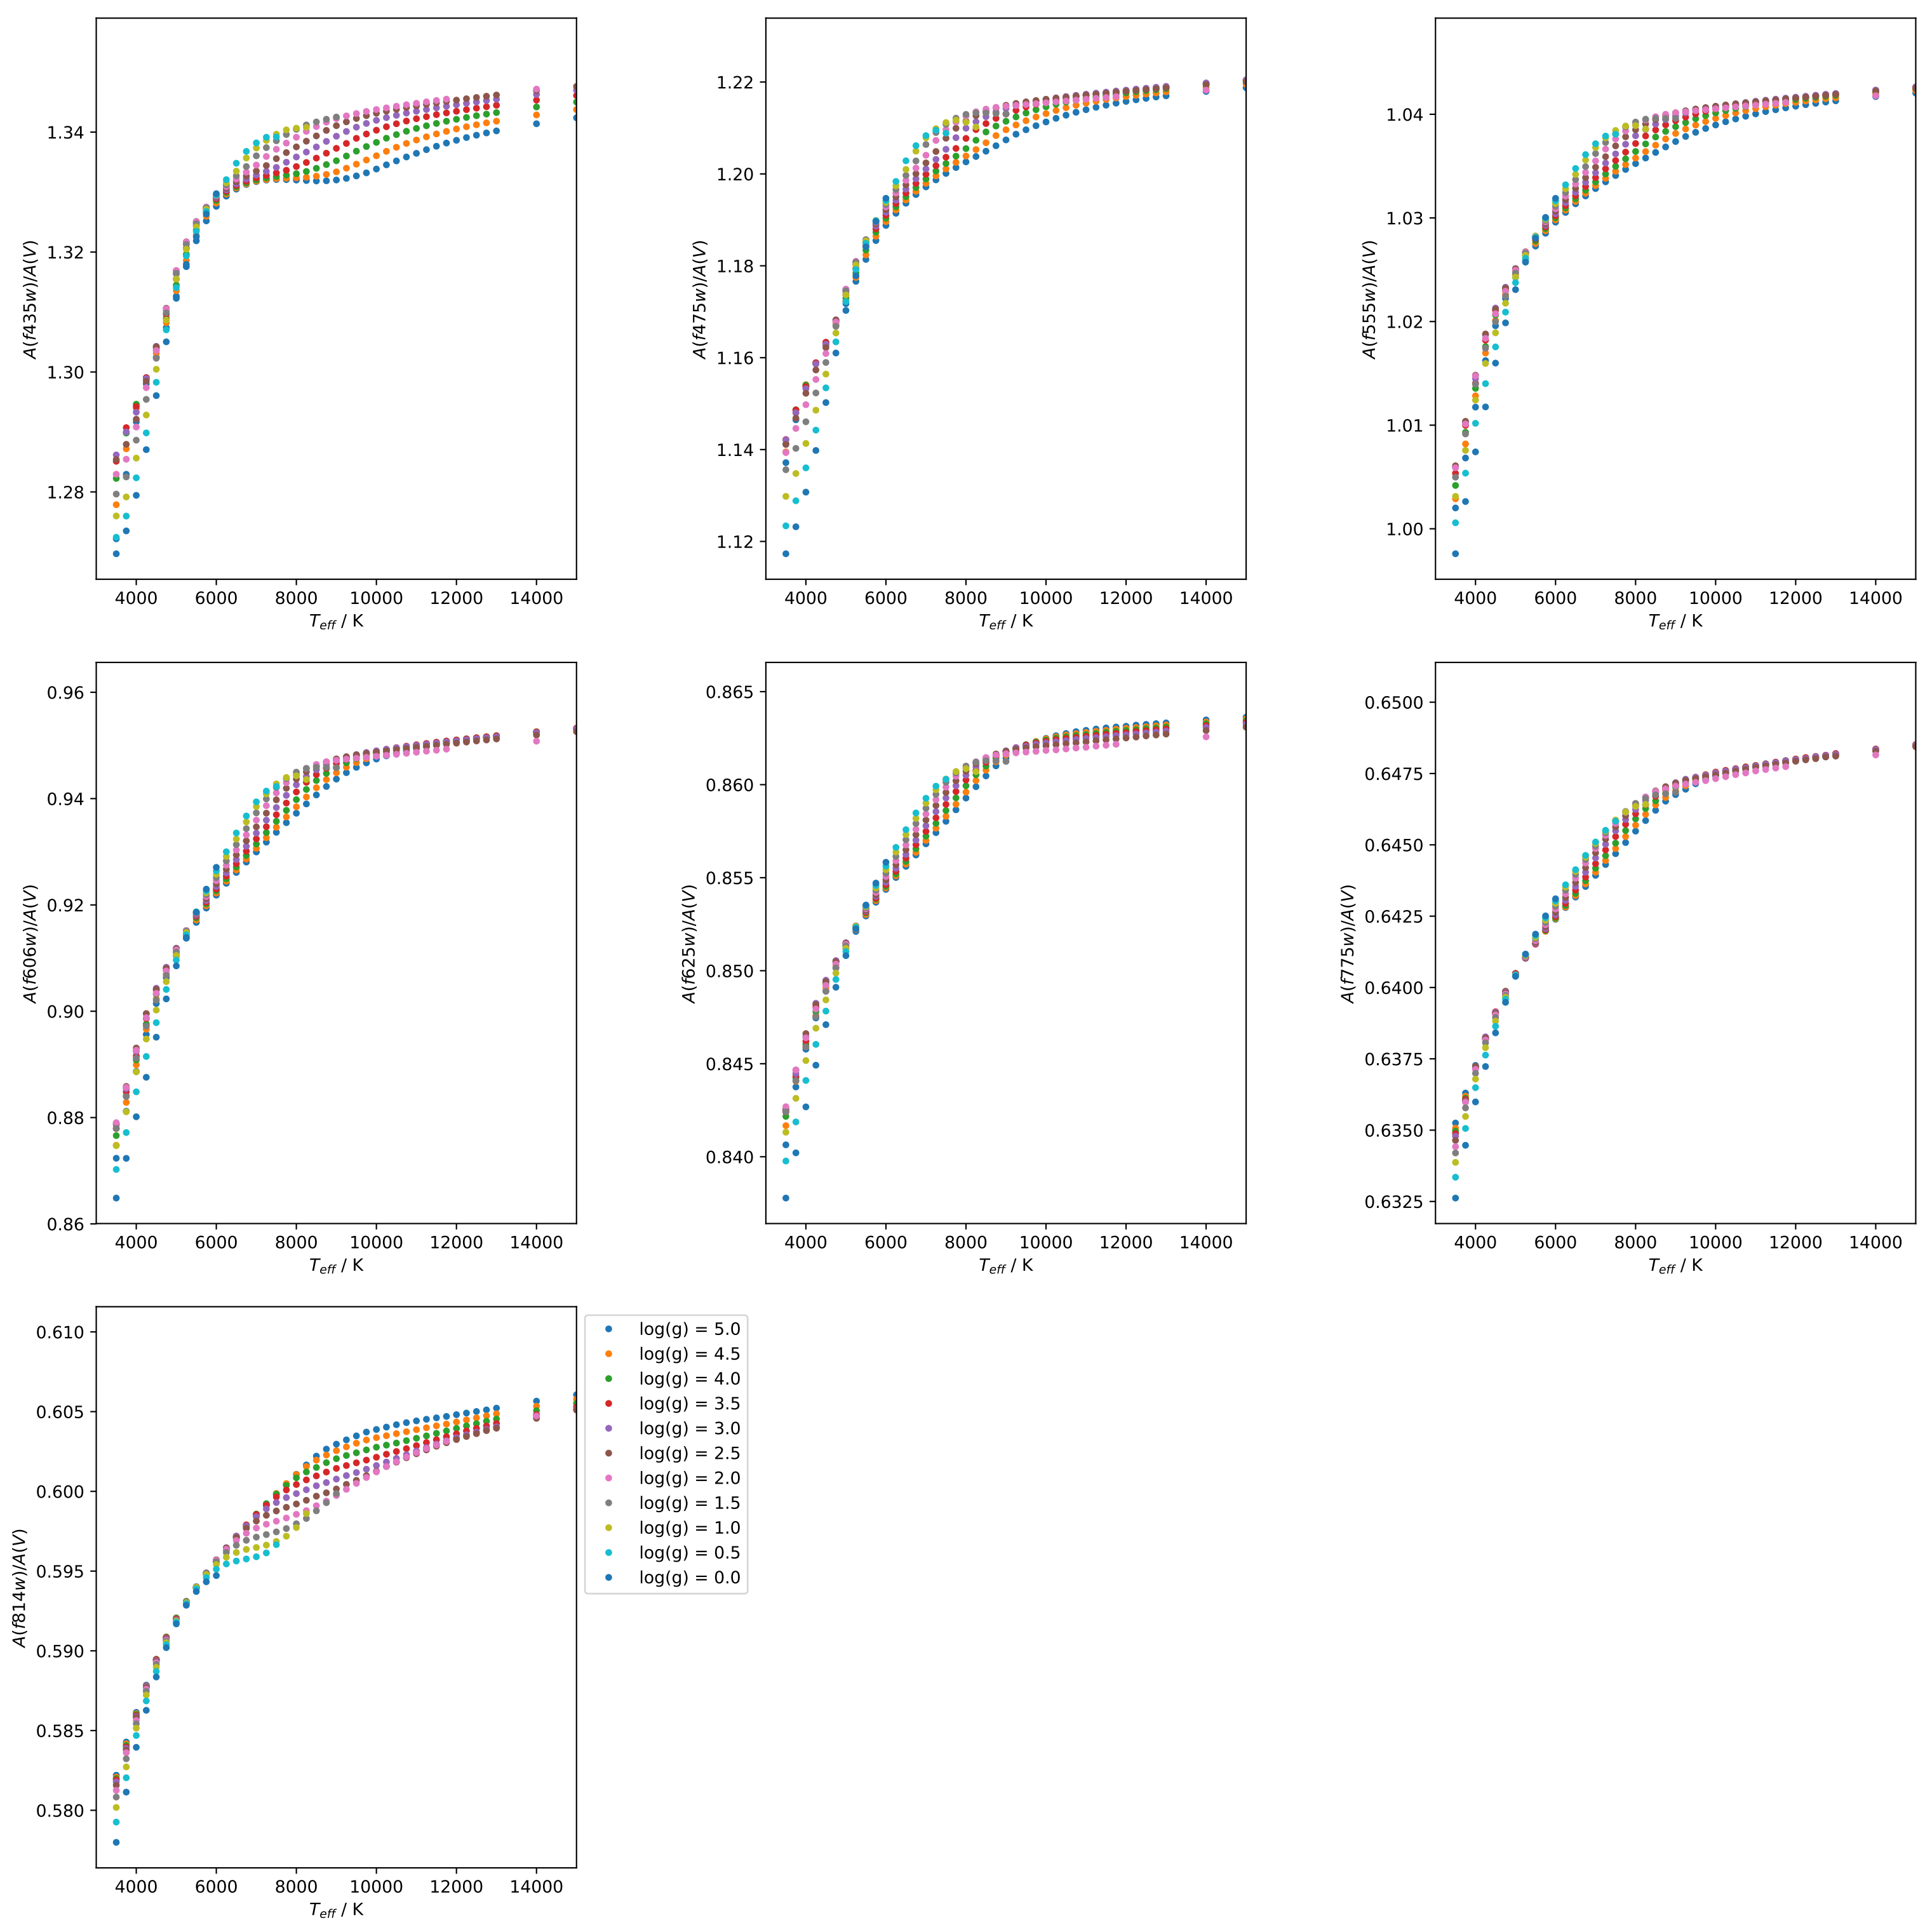 1.34
1.32
1.30
1.28
A(f435w)/A(V)
4000 6000 8000 10000 12000 14000
T_eff / K
1.22
1.20
1.18
1.16
1.14
1.12
A(f475w)/A(V)
4000 6000 8000 10000 12000 14000
T_eff / K
1.04
1.03
1.02
1.01
1.00
A(f555w)/A(V)
4000 6000 8000 10000 12000 14000
T_eff / K
0.96
0.94
0.92
0.90
0.88
0.86
A(f606w)/A(V)
4000 6000 8000 10000 12000 14000
T_eff / K
0.865
0.860
0.855
0.850
0.845
0.840
A(f625w)/A(V)
4000 6000 8000 10000 12000 14000
T_eff / K
0.6500
0.6475
0.6450
0.6425
0.6400
0.6375
0.6350
0.6325
A(f775w)/A(V)
4000 6000 8000 10000 12000 14000
T_eff / K
0.610
0.605
0.600
0.595
0.590
0.585
0.580
A(f814w)/A(V)
4000 6000 8000 10000 12000 14000
T_eff / K
log(g) = 5.0
log(g) = 4.5
log(g) = 4.0
log(g) = 3.5
log(g) = 3.0
log(g) = 2.5
log(g) = 2.0
log(g) = 1.5
log(g) = 1.0
log(g) = 0.5
log(g) = 0.0